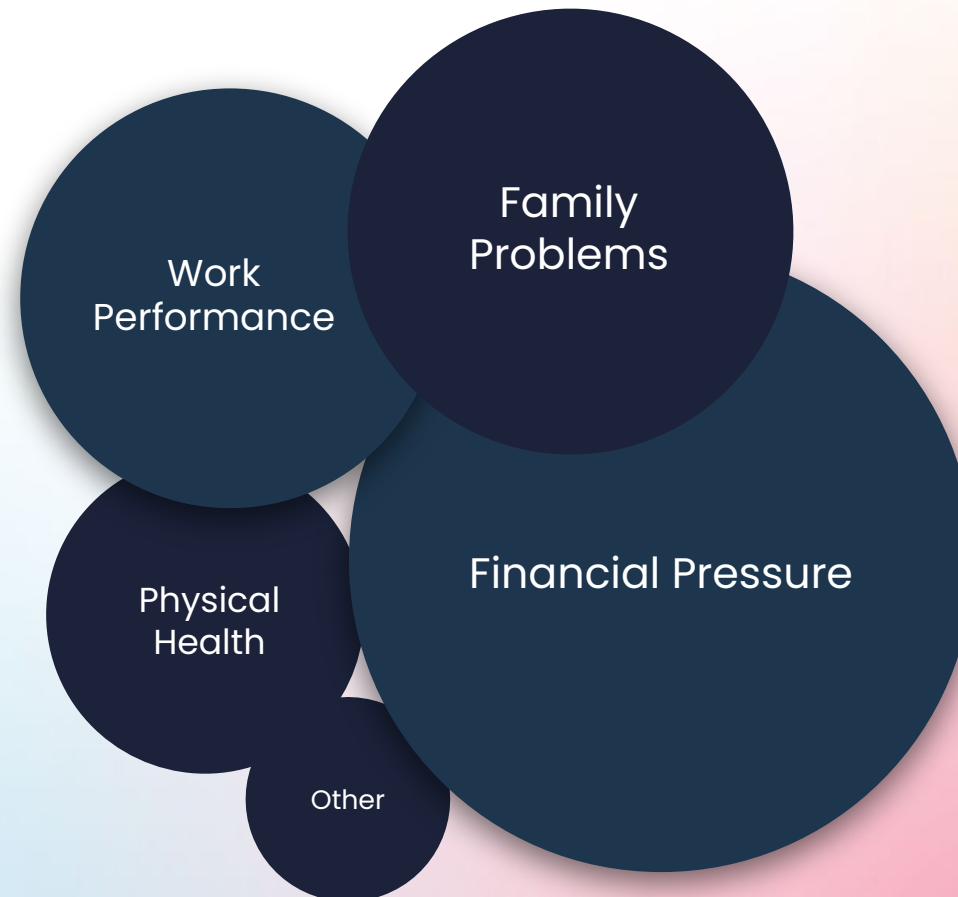 Family
Problems
Work
Performance
Financial Pressure
Physical
Health
Other